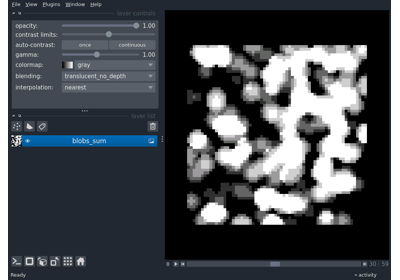 File View Plugins Window Help
layer controls
opacity: 1.00
contrast limits:
auto-contrast: once continuous
gamma: 1.00
colormap: gray
blending: translucent_no_depth
interpolation: nearest
layer list
blobs_sum
30 59
Ready activity